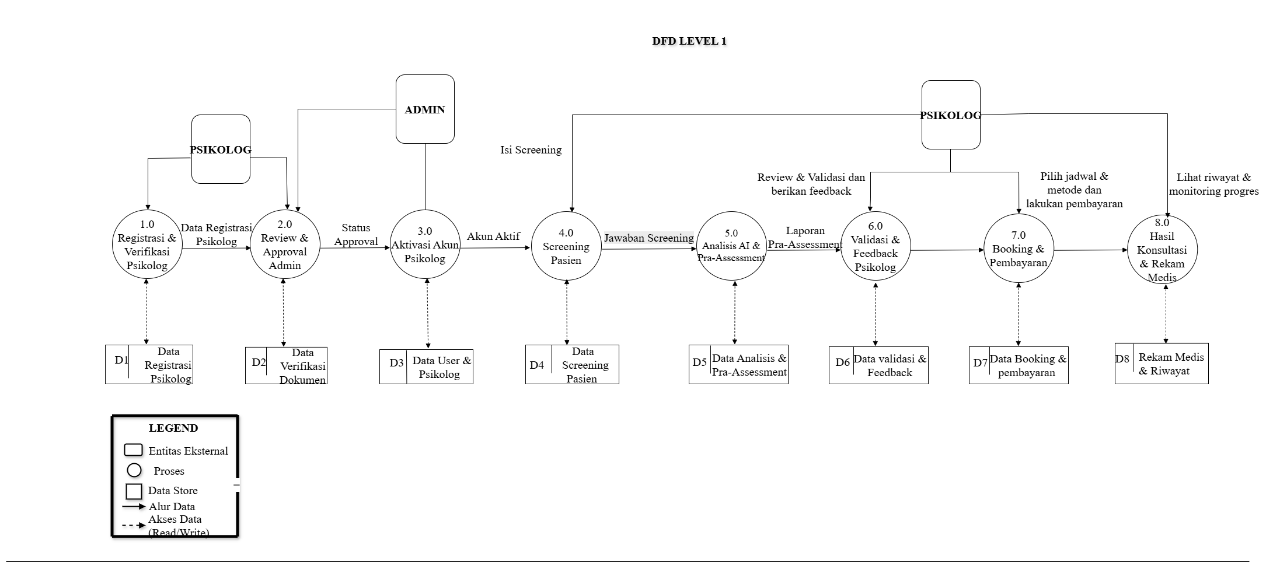 DFD LEVEL 1
PSIKOLOG
ADMIN
PSIKOLOG
Isi Screening
Review & Validasi dan
berikan feedback
Pilih jadwal &
metode dan
lakukan pembayaran
Lihat riwayat &
monitoring progres
1.0
Registrasi &
Verifikasi
Psikolog
Data Registrasi
Psikolog
2.0
Review &
Approval
Admin
Status
Approval
3.0
Aktivasi Akun
Psikolog
Akun Aktif
4.0
Screening
Pasien
Jawaban Screening
5.0
Analisis AI &
Pra-Assessment
Laporan
Pra-Assessment
6.0
Validasi &
Feedback
Psikolog
7.0
Booking &
Pembayaran
8.0
Hasil
Konsultasi
& Rekam
Medis
D1
Data
Registrasi
Psikolog
D2
Data
Verifikasi
Dokumen
D3
Data User &
Psikolog
D4
Data
Screening
Pasien
D5
Data Analisis &
Pra-Assessment
D6
Data validasi &
Feedback
D7
Data Booking &
pembayaran
D8
Rekam Medis
& Riwayat
LEGEND
Entitas Eksternal
Proses
Data Store
Alur Data
Akses Data
(Read/Write)